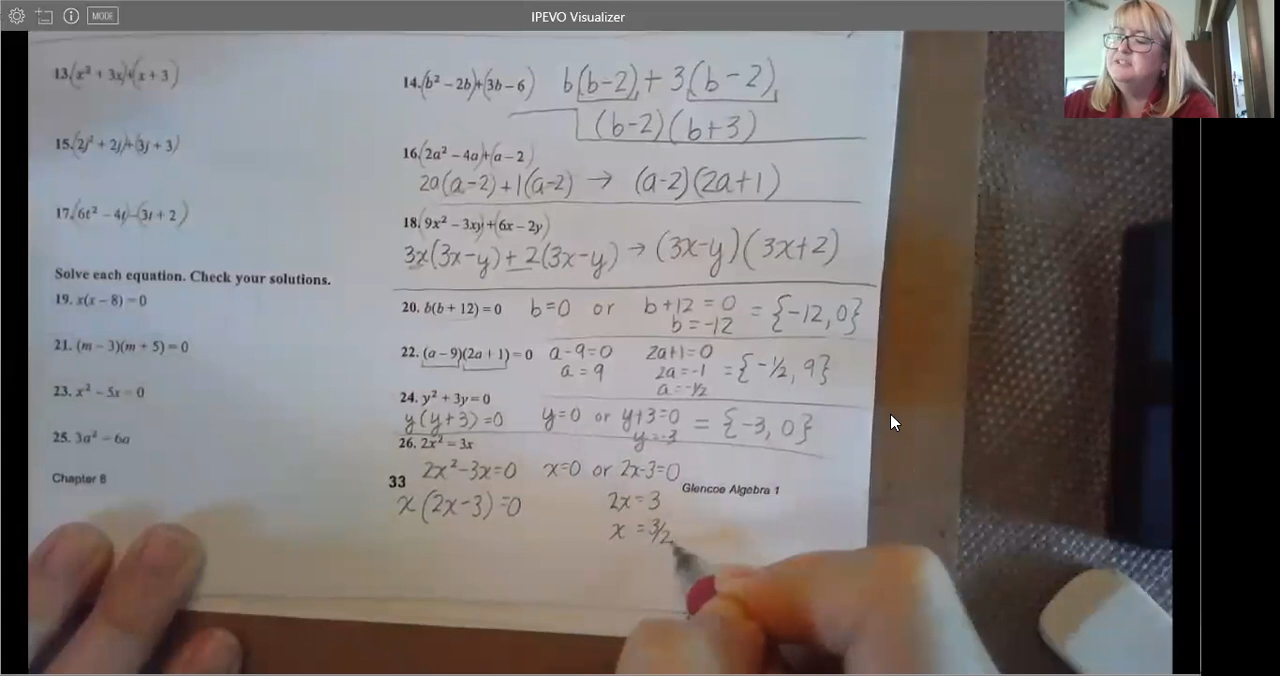 IPEVO Visualizer
MODE
13. (x² + 3x) + (x + 3)
15. (2j² + 2j) + (3j + 3)
17. (6t² – 4t) – (3t + 2)
Solve each equation. Check your solutions.
19. x(x – 8) = 0
21. (m – 3)(m + 5) = 0
23. x² – 5x = 0
25. 3a² = 6a
Chapter 8
14. (b² – 2b) + (3b – 6) b(b-2) + 3(b-2)
(b-2)(b+3)
16. (2a² – 4a) + (a – 2)
2a(a-2)+1(a-2) → (a-2)(2a+1)
18. (9x² – 3xy) + (6x – 2y)
3x(3x-y) + 2(3x-y) → (3x-y)(3x+2)
20. b(b + 12) = 0 b=0 or b+12 = 0 = {-12, 0}
b = -12
22. (a – 9)(2a + 1) = 0 a-9=0 2a+1=0 = {-½, 9}
a = 9 2a = -1
a = -½
24. y² + 3y = 0
y(y+3)=0 y=0 or y+3=0 = {-3, 0}
y=-3
26. 2x² = 3x
2x²-3x=0 x=0 or 2x-3=0
33 Glencoe Algebra 1
x(2x-3)=0 2x = 3
x = 3/2